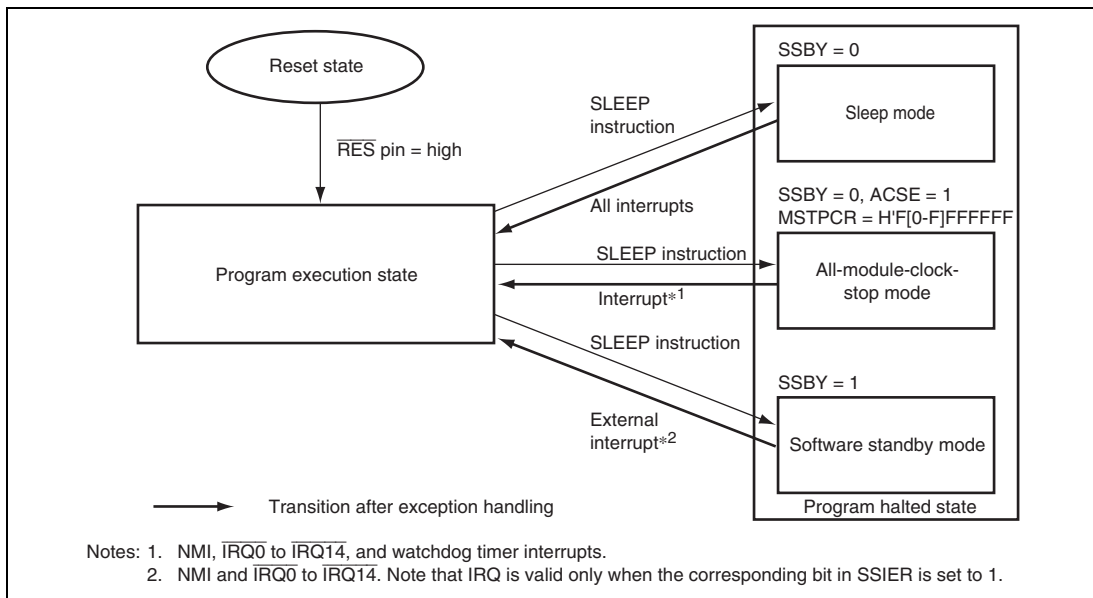 Reset state
RES pin = high
Program execution state
SLEEP
instruction
All interrupts
SLEEP instruction
Interrupt*1
SLEEP instruction
External
interrupt*2
SSBY = 0
Sleep mode
SSBY = 0, ACSE = 1
MSTPCR = H'F[0-F]FFFFFF
All-module-clock-
stop mode
SSBY = 1
Software standby mode
Program halted state
Transition after exception handling
Notes: 1. NMI, IRQ0 to IRQ14, and watchdog timer interrupts.
2. NMI and IRQ0 to IRQ14. Note that IRQ is valid only when the corresponding bit in SSIER is set to 1.